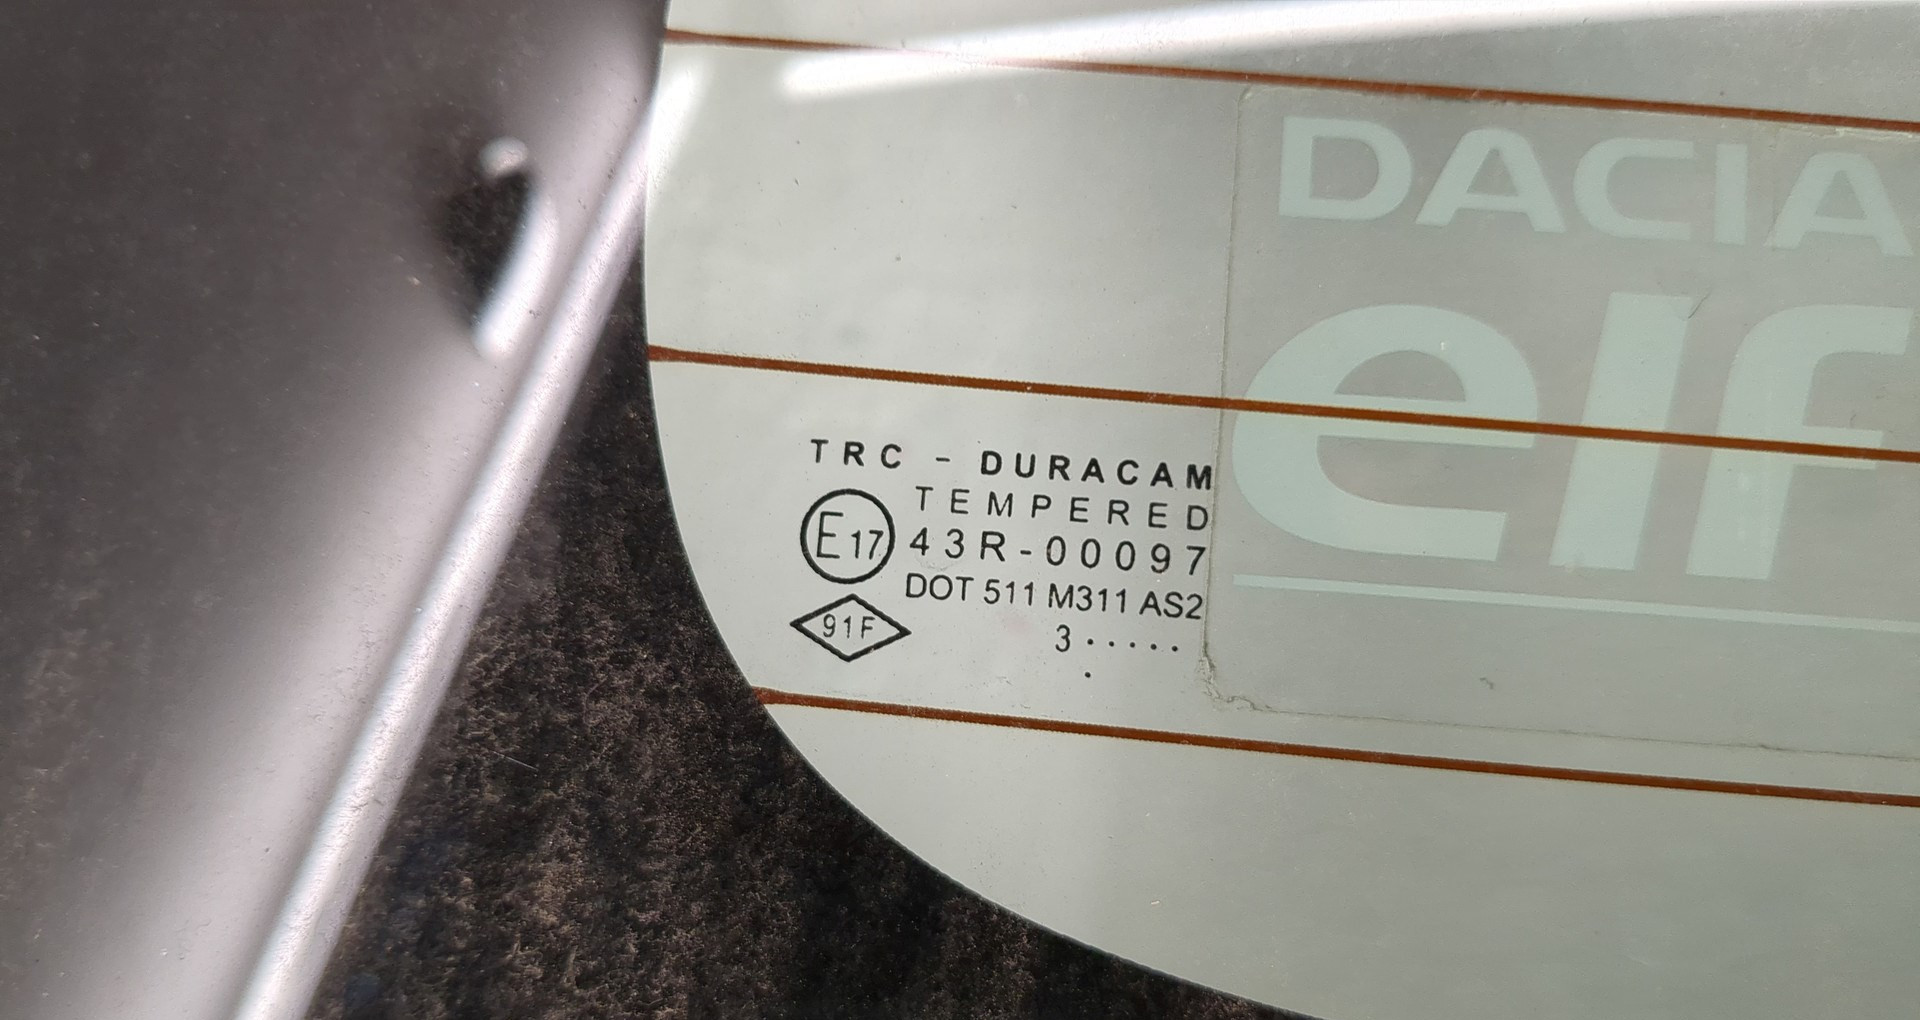 DACIA
elf
TRC - DURACAM
TEMPERED
E17 43R-00097
DOT 511 M311 AS2
91F
3 · · · · ·
·